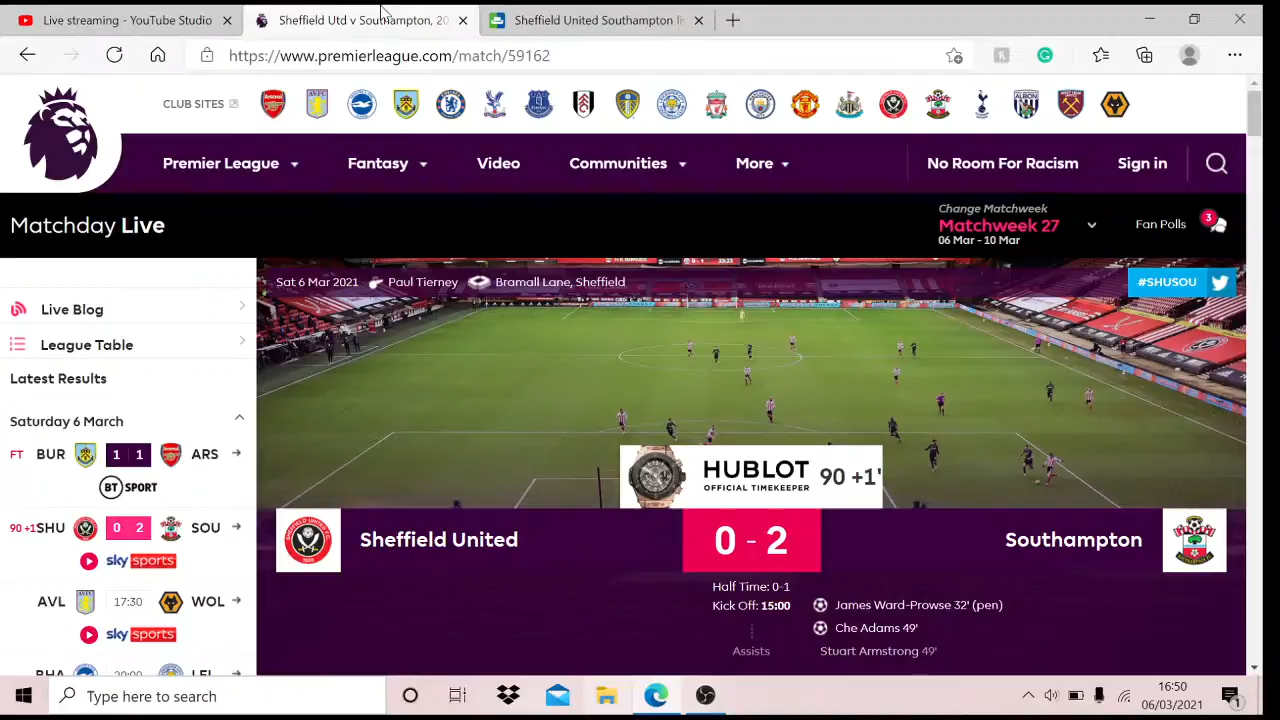 Live streaming - YouTube Studio
Sheffield Utd v Southampton, 20
Sheffield United Southampton li
https://www.premierleague.com/match/59162
CLUB SITES
Premier League
Fantasy
Video
Communities
More
No Room For Racism
Sign in
Matchday Live
Change Matchweek
Matchweek 27
06 Mar - 10 Mar
Fan Polls
3
Sat 6 Mar 2021
Paul Tierney
Bramall Lane, Sheffield
#SHUSOU
Live Blog
League Table
Latest Results
Saturday 6 March
FT BUR 1 1 ARS
BT SPORT
90 +1' SHU 0 2 SOU
sky sports
AVL 17:30 WOL
sky sports
BHA 20:00 LEI
HUBLOT
OFFICIAL TIMEKEEPER
90 +1'
Sheffield United
0 - 2
Southampton
Half Time: 0-1
Kick Off: 15:00
James Ward-Prowse 32' (pen)
Che Adams 49'
Assists
Stuart Armstrong 49'
Type here to search
16:50
06/03/2021
1